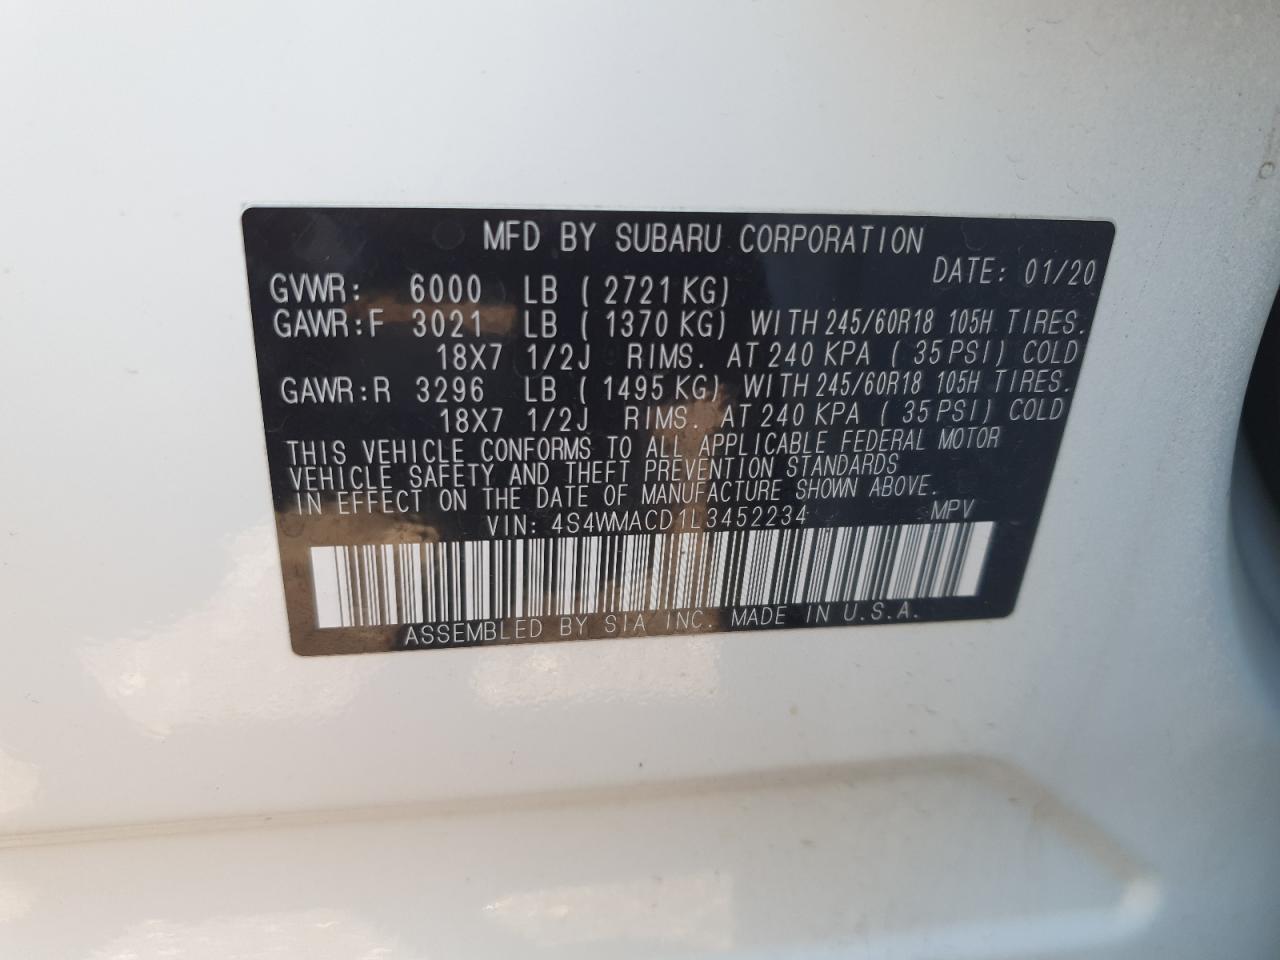 MFD BY SUBARU CORPORATION
DATE: 01/20
GVWR: 6000 LB ( 2721 KG)
GAWR:F 3021 LB ( 1370 KG) WITH 245/60R18 105H TIRES.
18X7 1/2J RIMS. AT 240 KPA ( 35 PSI) COLD
GAWR:R 3296 LB ( 1495 KG) WITH 245/60R18 105H TIRES.
18X7 1/2J RIMS. AT 240 KPA ( 35 PSI) COLD
THIS VEHICLE CONFORMS TO ALL APPLICABLE FEDERAL MOTOR
VEHICLE SAFETY AND THEFT PREVENTION STANDARDS
IN EFFECT ON THE DATE OF MANUFACTURE SHOWN ABOVE.
VIN: 4S4WMACD1L3452234 MPV
ASSEMBLED BY SIA INC. MADE IN U.S.A.